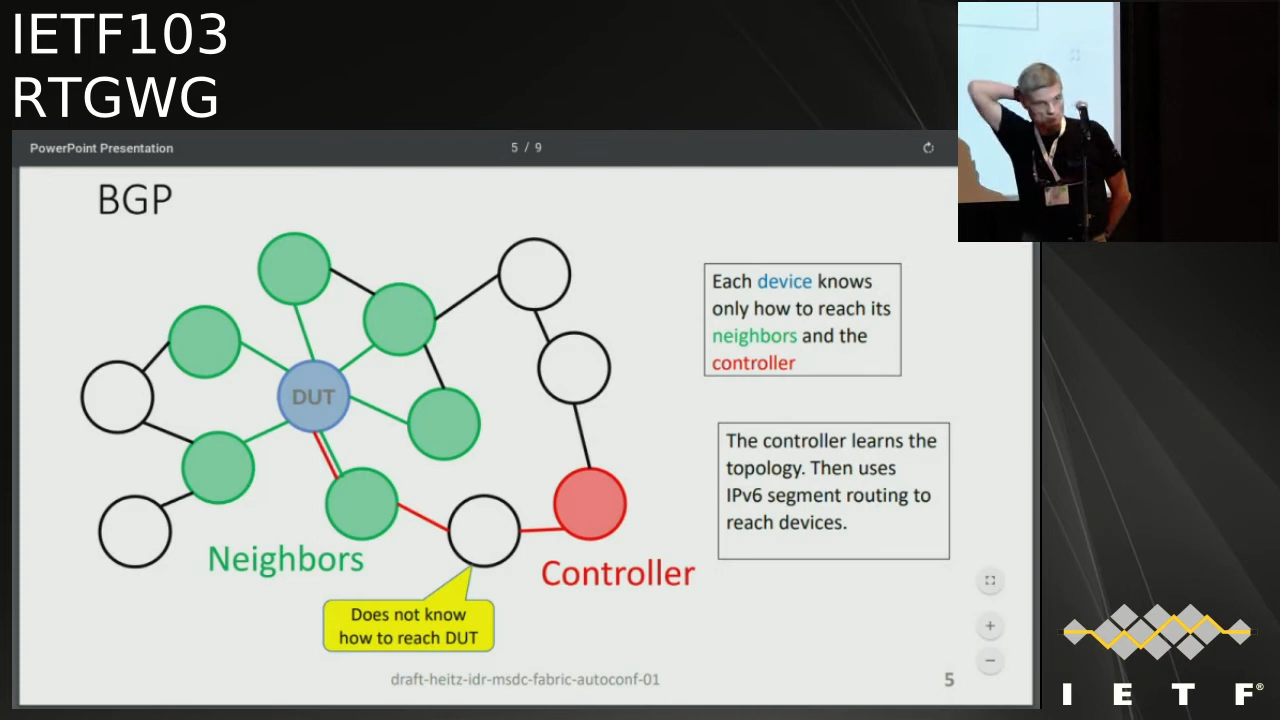 IETF103
RTGWG
PowerPoint Presentation
5 / 9
BGP
DUT
Each device knows
only how to reach its
neighbors and the
controller
The controller learns the
topology. Then uses
IPv6 segment routing to
reach devices.
Neighbors
Controller
Does not know
how to reach DUT
draft-heitz-idr-msdc-fabric-autoconf-01
5
I E T F®